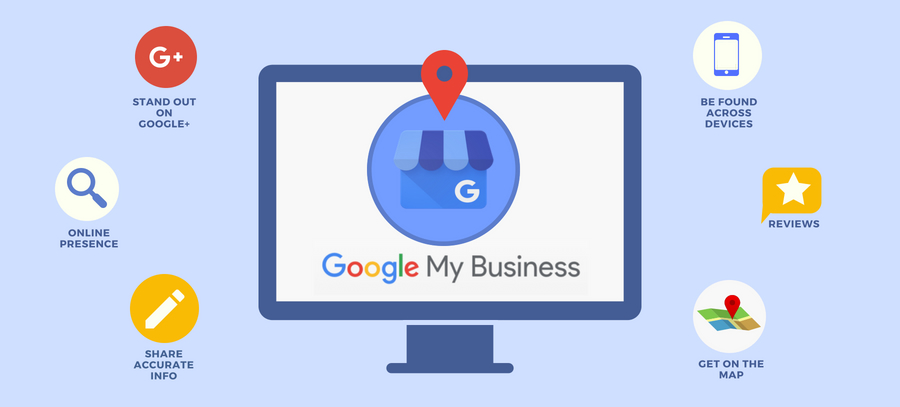 G+
STAND OUT
ON
GOOGLE+
ONLINE
PRESENCE
SHARE
ACCURATE
INFO
G
Google My Business
BE FOUND
ACROSS
DEVICES
REVIEWS
GET ON THE
MAP